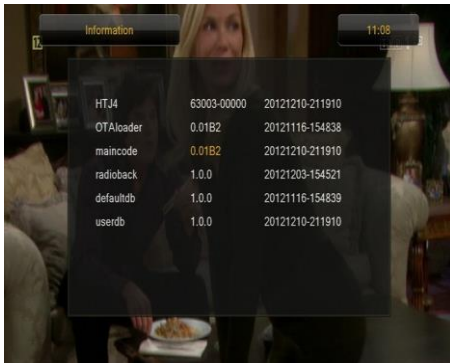 Information 11:08
HTJ4 63003-00000 20121210-211910
OTAloader 0.01B2 20121116-154838
maincode 0.01B2 20121210-211910
radioback 1.0.0 20121203-154521
defaultdb 1.0.0 20121116-154839
userdb 1.0.0 20121210-211910